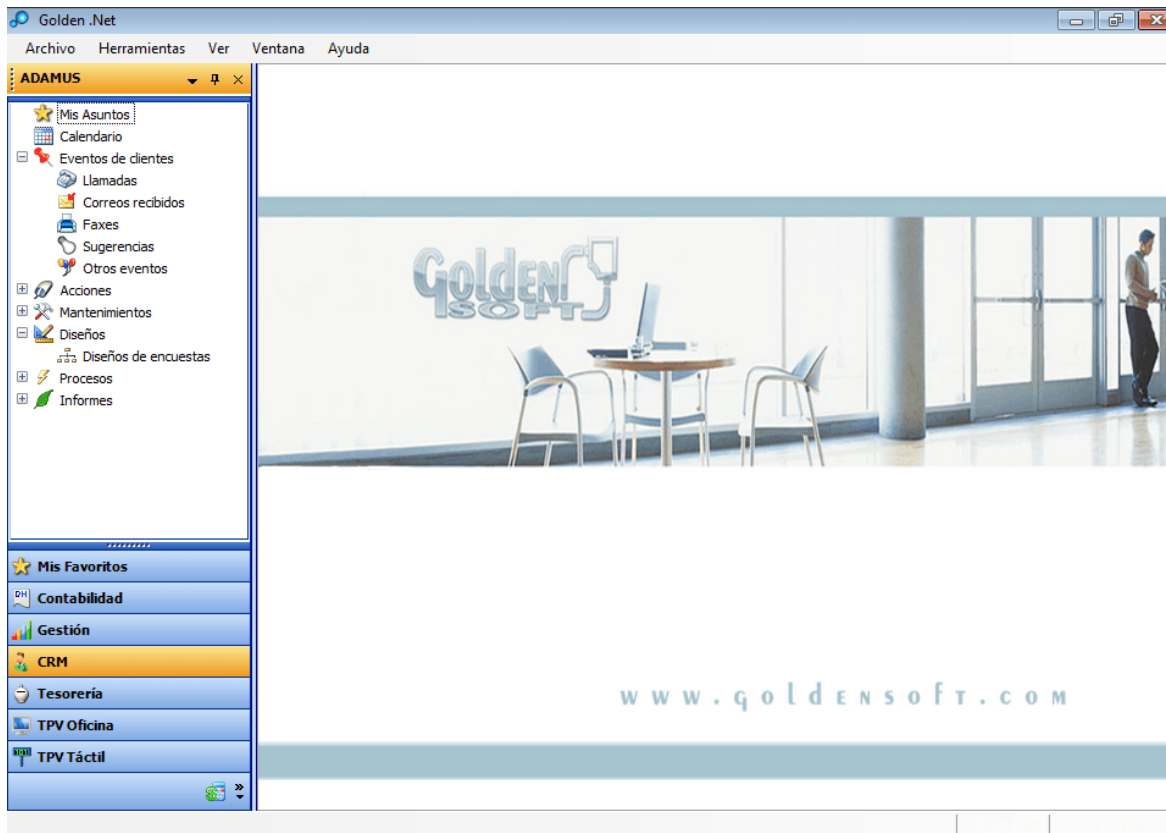 Golden .Net
Archivo Herramientas Ver Ventana Ayuda
ADAMUS
Mis Asuntos
Calendario
Eventos de clientes
Llamadas
Correos recibidos
Faxes
Sugerencias
Otros eventos
Acciones
Mantenimientos
Diseños
Diseños de encuestas
Procesos
Informes
Mis Favoritos
DH Contabilidad
Gestión
CRM
Tesorería
TPV Oficina
TPV Táctil
Golden
SOFT
www.goldensoft.com